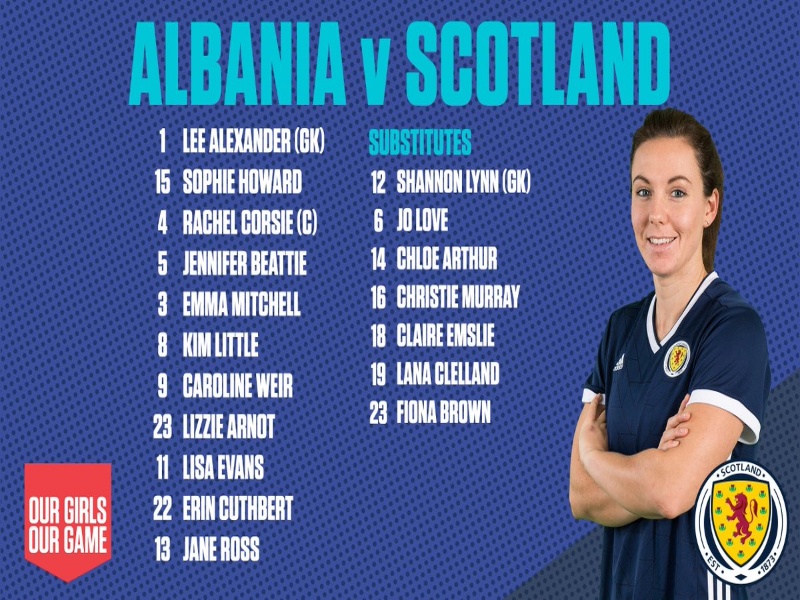 ALBANIA v SCOTLAND
1 LEE ALEXANDER (GK)
15 SOPHIE HOWARD
4 RACHEL CORSIE (C)
5 JENNIFER BEATTIE
3 EMMA MITCHELL
8 KIM LITTLE
9 CAROLINE WEIR
23 LIZZIE ARNOT
11 LISA EVANS
22 ERIN CUTHBERT
13 JANE ROSS
SUBSTITUTES
12 SHANNON LYNN (GK)
6 JO LOVE
14 CHLOE ARTHUR
16 CHRISTIE MURRAY
18 CLAIRE EMSLIE
19 LANA CLELLAND
23 FIONA BROWN
OUR GIRLS
OUR GAME
SCOTLAND
EST 1873